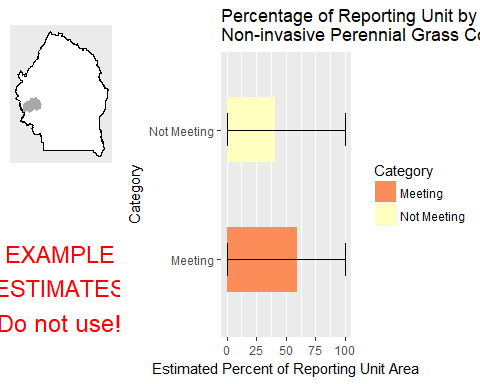 Percentage of Reporting Unit by
Non-invasive Perennial Grass
Category
Not Meeting
Meeting
0 25 50 75 100
Estimated Percent of Reporting Unit Area
Category
Meeting
Not Meeting
EXAMPLE
ESTIMATES
Do not use!